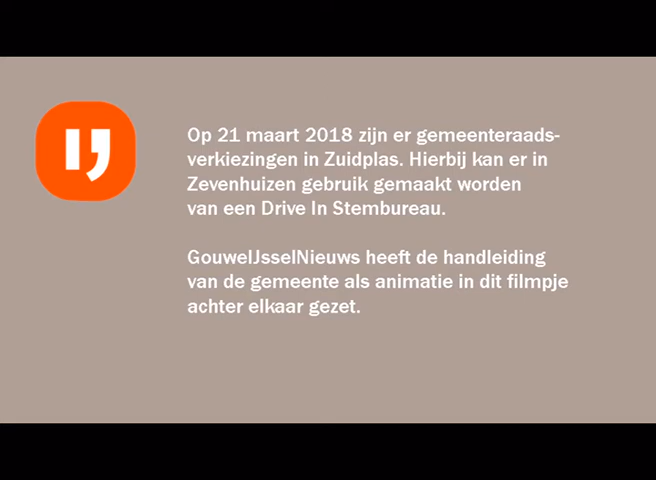 Op 21 maart 2018 zijn er gemeenteraads-
verkiezingen in Zuidplas. Hierbij kan er in
Zevenhuizen gebruik gemaakt worden
van een Drive In Stembureau.
GouweIJsselNieuws heeft de handleiding
van de gemeente als animatie in dit filmpje
achter elkaar gezet.